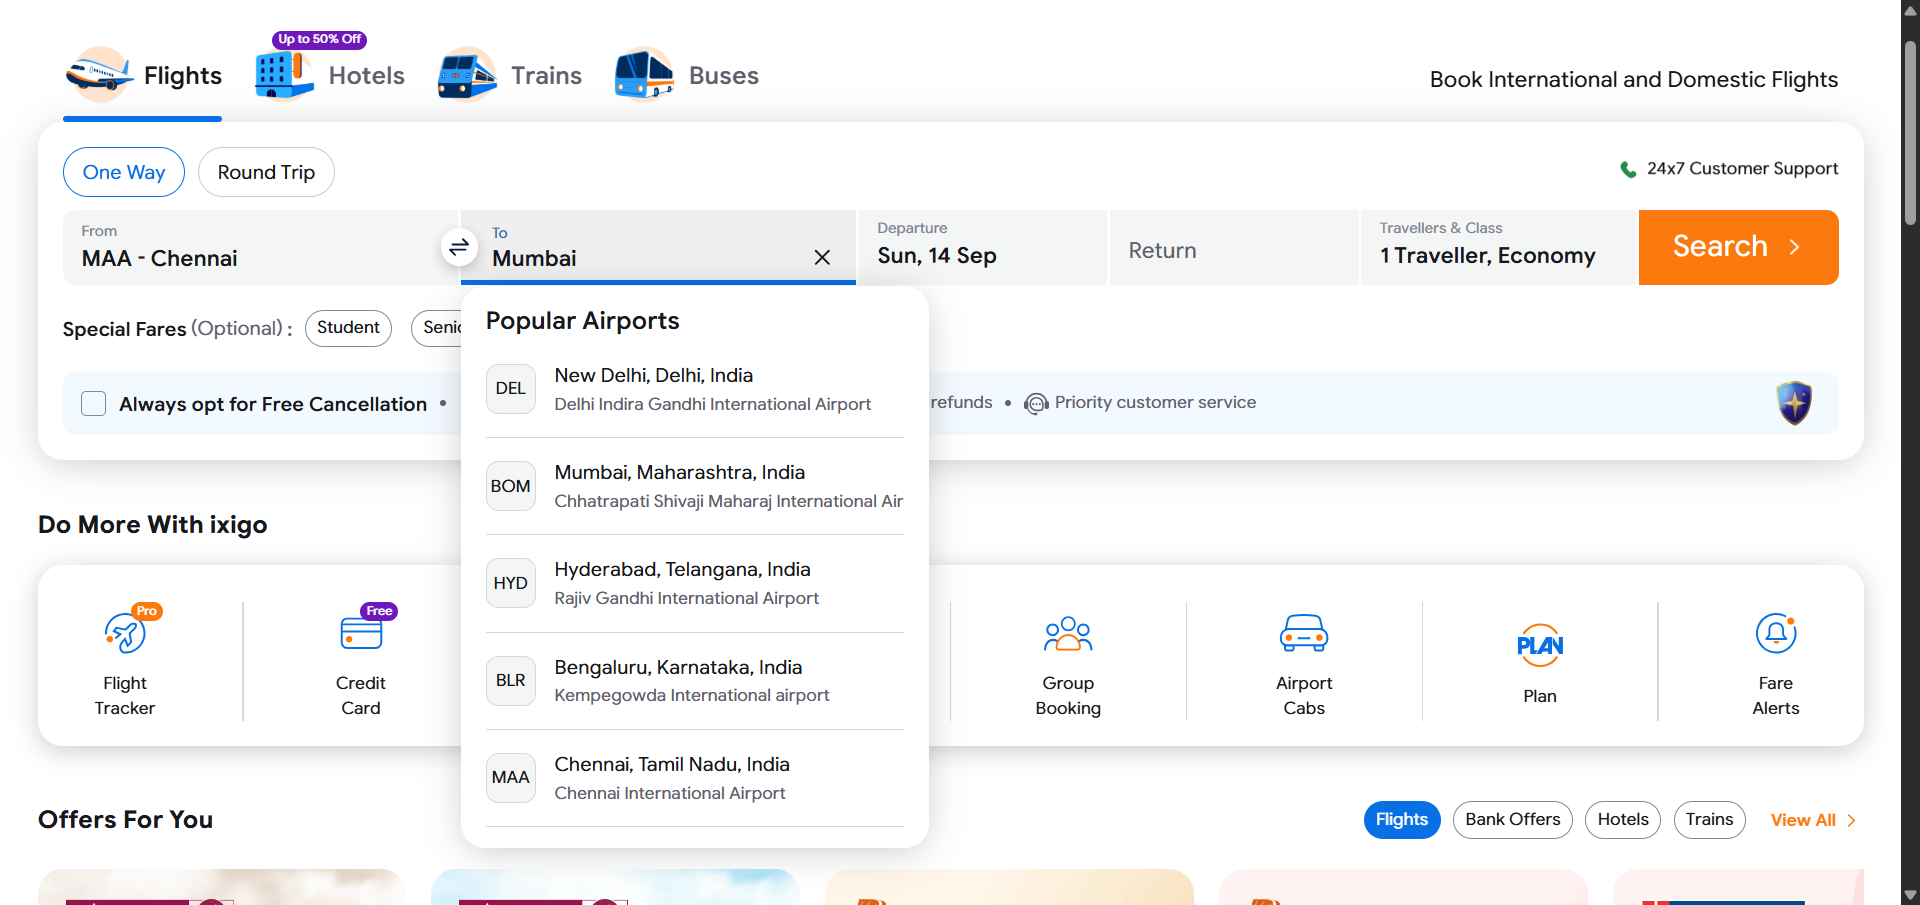 Up to 50% Off
Flights
Hotels
Trains
Buses
Book International and Domestic Flights
One Way
Round Trip
24x7 Customer Support
From
MAA - Chennai
To
Mumbai
Departure
Sun, 14 Sep
Return
Travellers & Class
1 Traveller, Economy
Search
Special Fares (Optional) :
Student
Senic
Popular Airports
DEL
New Delhi, Delhi, India
Delhi Indira Gandhi International Airport
Always opt for Free Cancellation •
refunds • Priority customer service
BOM
Mumbai, Maharashtra, India
Chhatrapati Shivaji Maharaj International Air
HYD
Hyderabad, Telangana, India
Rajiv Gandhi International Airport
BLR
Bengaluru, Karnataka, India
Kempegowda International airport
MAA
Chennai, Tamil Nadu, India
Chennai International Airport
Do More With ixigo
Pro
Flight
Tracker
Free
Credit
Card
Group
Booking
Airport
Cabs
PLAN
Plan
Fare
Alerts
Offers For You
Flights
Bank Offers
Hotels
Trains
View All